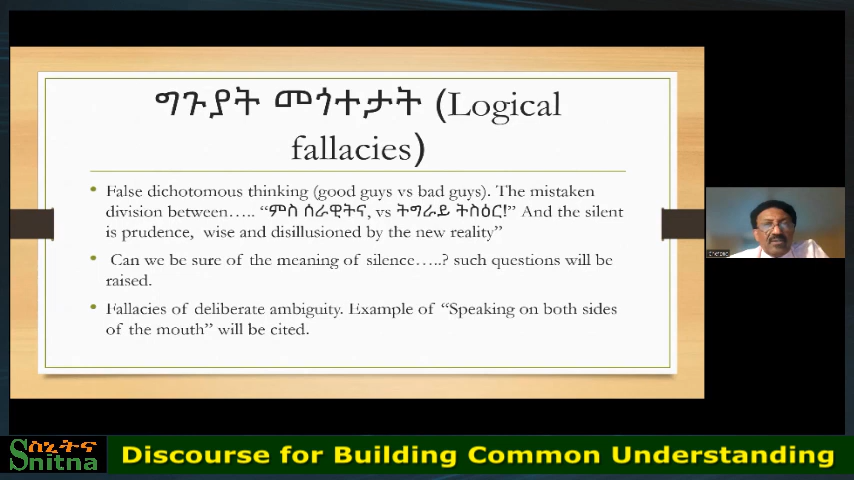 ግጉያት መጎተታት (Logical
fallacies)
• False dichotomous thinking (good guys vs bad guys). The mistaken
division between….. “ምስ ሰራዊትና, vs ትግራይ ትስዕር!” And the silent
is prudence, wise and disillusioned by the new reality”
• Can we be sure of the meaning of silence…..? such questions will be
raised.
• Fallacies of deliberate ambiguity. Example of “Speaking on both sides
of the mouth” will be cited.
ስኒትና
Snitna
Discourse for Building Common Understanding